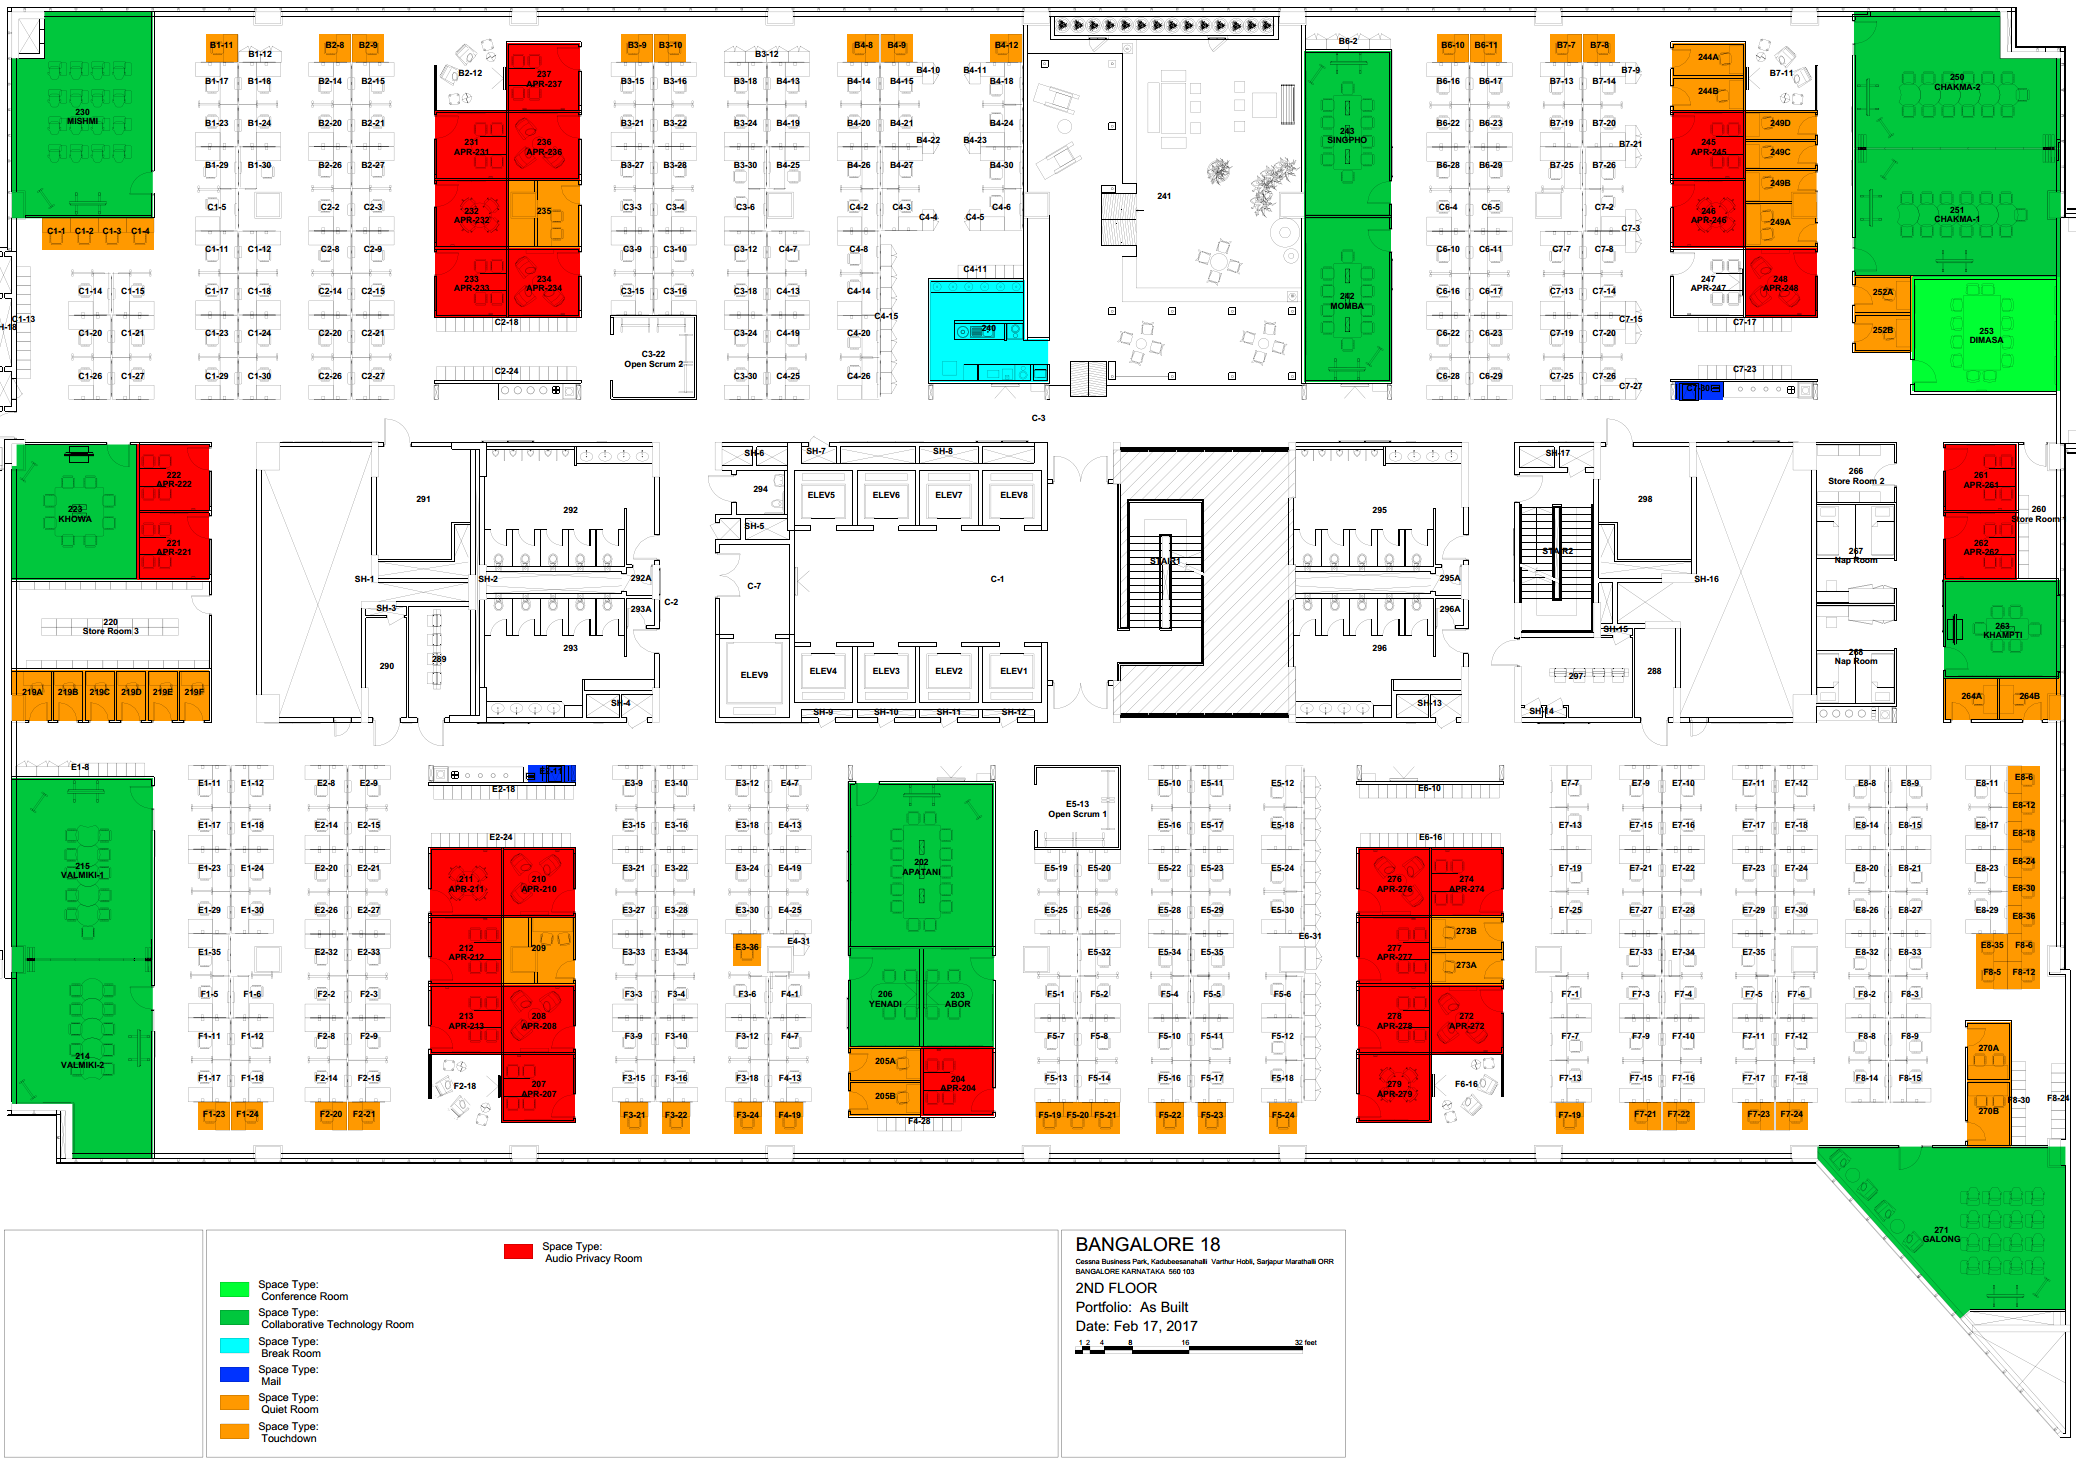 B1-11
B2-8 B2-9
B3-9 B3-10
B4-8 B4-9
B4-12
B6-2
B6-10 B6-11
B7-7 B7-8
B1-12
B3-12
244A
237
APR-237
B2-12
B4-10 B4-11
B7-9
B7-11
250
CHAKMA-2
B1-17 B1-18 B2-14 B2-15 B3-15 B3-16 B3-18 B4-13 B4-14 B4-15 B4-18 B6-16 B6-17 B7-13 B7-14
244B
230
MISHMI
B1-23 B1-24 B2-20 B2-21 B3-21 B3-22 B3-24 B4-19 B4-20 B4-21 B4-24 B6-22 B6-23 B7-19 B7-20
249D
243
SINGPHO
231
APR-231
236
APR-236
B4-22 B4-23
B7-21
245
APR-245
249C
B1-29 B1-30 B2-26 B2-27 B3-27 B3-28 B3-30 B4-25 B4-26 B4-27 B4-30 B6-28 B6-29 B7-25 B7-26
249B
241
C1-5 C2-2 C2-3
232
APR-232
235
C3-3 C3-4 C3-6 C4-2 C4-3 C4-6 C6-4 C6-5 C7-2
C4-4 C4-5
246
APR-246
249A
251
CHAKMA-1
C1-1 C1-2 C1-3 C1-4
C7-3
C1-11 C1-12 C2-8 C2-9 C3-9 C3-10 C3-12 C4-7 C4-8 C6-10 C6-11 C7-7 C7-8
C4-11
233
APR-233
234
APR-234
247
APR-247
248
APR-248
C1-14 C1-15 C1-17 C1-18 C2-14 C2-15 C3-15 C3-16 C3-18 C4-13 C4-14 C6-16 C6-17 C7-13 C7-14
252A
242
MOMBA
C1-13
H-18
C2-18
C4-15
C7-15
C7-17
C1-20 C1-21 C1-23 C1-24 C2-20 C2-21 C3-24 C4-19 C4-20 240 C6-22 C6-23 C7-19 C7-20
252B
253
DIMASA
C3-22
Open Scrum 2
C2-24
C7-23
C1-26 C1-27 C1-29 C1-30 C2-26 C2-27 C3-30 C4-25 C4-26 C6-28 C6-29 C7-25 C7-26
C7-27
C7-30
C-3
SH-6 SH-7 SH-8 SH-17
222
APR-222
261
APR-261
266
Store Room 2
294
ELEV5 ELEV6 ELEV7 ELEV8
291
298
223
KHOWA
292
295
260
Store Room
SH-5
221
APR-221
262
APR-262
STAIR1
STAIR2
267
Nap Room
SH-1
SH-2
292A
C-7
C-1
295A
SH-16
SH-3
293A
C-2
296A
220
Store Room 3
SH-15
263
KHAMPTI
290
289
293
ELEV9
ELEV4 ELEV3 ELEV2 ELEV1
296
297
288
268
Nap Room
219A 219B 219C 219D 219E 219F
264A 264B
SH-4
SH-9 SH-10 SH-11 SH-12
SH-13
SH-14
E1-8
E2-11
E8-6
E1-11 E1-12 E2-8 E2-9 E3-9 E3-10 E3-12 E4-7 E5-10 E5-11 E5-12 E7-7 E7-9 E7-10 E7-11 E7-12 E8-8 E8-9 E8-11
E2-18
E6-10
E5-13
Open Scrum 1
E8-12
E1-17 E1-18 E2-14 E2-15 E3-15 E3-16 E3-18 E4-13 E5-16 E5-17 E5-18 E7-13 E7-15 E7-16 E7-17 E7-18 E8-14 E8-15 E8-17
E2-24
E6-16
E8-18
215
VALMIKI-1
202
APATANI
E8-24
E1-23 E1-24 E2-20 E2-21 E3-21 E3-22 E3-24 E4-19 E5-19 E5-20 E5-22 E5-23 E5-24 E7-19 E7-21 E7-22 E7-23 E7-24 E8-20 E8-21 E8-23
211
APR-211
210
APR-210
276
APR-276
274
APR-274
E8-30
E1-29 E1-30 E2-26 E2-27 E3-27 E3-28 E3-30 E4-25 E5-25 E5-26 E5-28 E5-29 E5-30 E7-25 E7-27 E7-28 E7-29 E7-30 E8-26 E8-27 E8-29
E8-36
273B
E4-31
E6-31
212
APR-212
209
E3-36
277
APR-277
E8-35 F8-6
E1-35 E2-32 E2-33 E3-33 E3-34 E5-32 E5-34 E5-35 E7-33 E7-34 E7-35 E8-32 E8-33
273A
F8-5 F8-12
F1-5 F1-6 F2-2 F2-3 F3-3 F3-4 F3-6 F4-1 F5-1 F5-2 F5-4 F5-5 F5-6 F7-1 F7-3 F7-4 F7-5 F7-6 F8-2 F8-3
206
YENADI
203
ABOR
213
APR-213
208
APR-208
278
APR-278
272
APR-272
F1-11 F1-12 F2-8 F2-9 F3-9 F3-10 F3-12 F4-7 F5-7 F5-8 F5-10 F5-11 F5-12 F7-7 F7-9 F7-10 F7-11 F7-12 F8-8 F8-9
270A
214
VALMIKI-2
205A
F1-17 F1-18 F2-14 F2-15 F3-15 F3-16 F3-18 F4-13 F5-13 F5-14 F5-16 F5-17 F5-18 F7-13 F7-15 F7-16 F7-17 F7-18 F8-14 F8-15
F2-18
207
APR-207
204
APR-204
279
APR-279
F6-16
205B
F8-30
F8-24
270B
F1-23 F1-24 F2-20 F2-21 F3-21 F3-22 F3-24 F4-19 F5-19 F5-20 F5-21 F5-22 F5-23 F5-24 F7-19 F7-21 F7-22 F7-23 F7-24
F4-28
271
GALONG
Space Type:
Audio Privacy Room
Space Type:
Conference Room
Space Type:
Collaborative Technology Room
Space Type:
Break Room
Space Type:
Mail
Space Type:
Quiet Room
Space Type:
Touchdown
BANGALORE 18
Cessna Business Park, Kadubeesanahalli Varthur Hobli, Sarjapur Marathalli ORR
BANGALORE KARNATAKA 560 103
2ND FLOOR
Portfolio: As Built
Date: Feb 17, 2017
1 2 4 8 16 32 feet